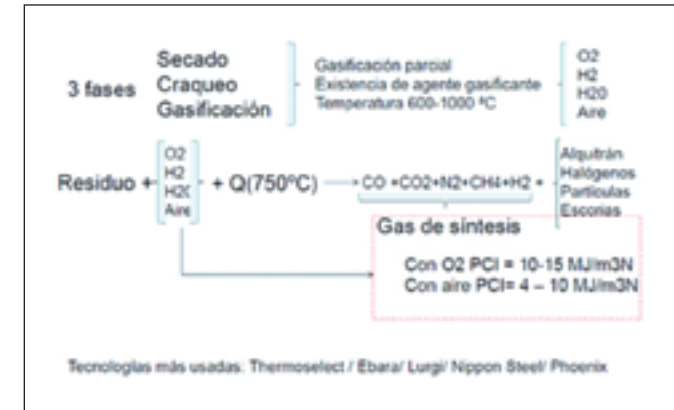 3 fases
Secado
Craqueo
Gasificación
Gasificación parcial
Existencia de agente gasificante
Temperatura 600-1000 ºC
O2
H2
H20
Aire
Residuo +
O2
H2
H20
Aire
+ Q(750ºC)
CO +CO2+N2+CH4+H2 +
Alquitrán
Halógenos
Partículas
Escorias
Gas de síntesis
Con O2 PCI = 10-15 MJ/m3N
Con aire PCI= 4 – 10 MJ/m3N
Tecnologías más usadas: Thermoselect / Ebara/ Lurgi/ Nippon Steel/ Phoenix